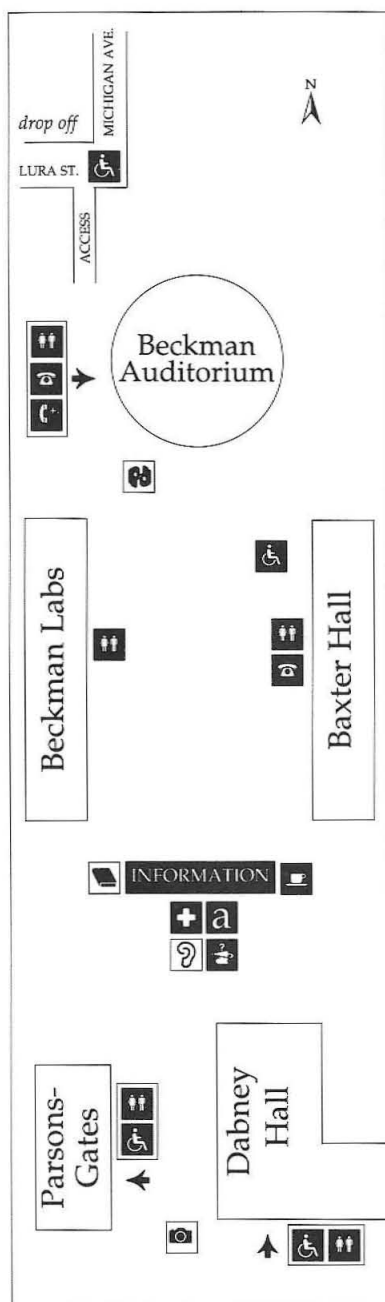 MICHIGAN AVE.
N
drop off
LURA ST.
ACCESS
Beckman
Auditorium
Beckman Labs
Baxter Hall
INFORMATION
a
?
Parsons-
Gates
Dabney
Hall